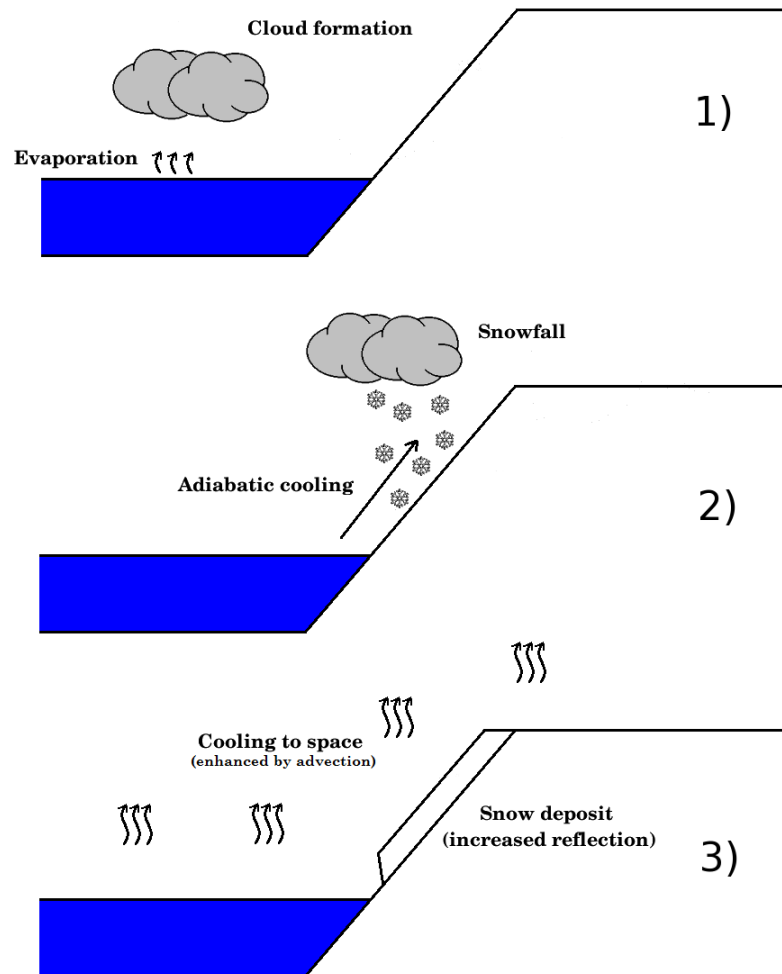 Cloud formation
1)
Evaporation
Snowfall
Adiabatic cooling
2)
Cooling to space
(enhanced by advection)
Snow deposit
(increased reflection)
3)